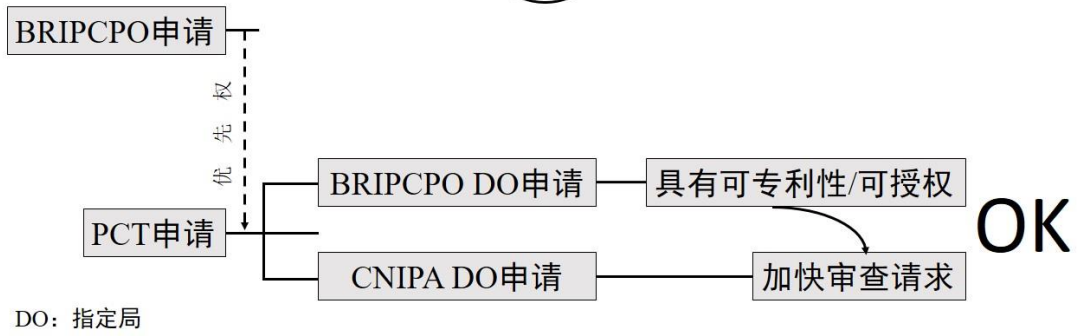 BRIPCPO申请
优先权
BRIPCPO DO申请
具有可专利性/可授权
OK
PCT申请
CNIPA DO申请
加快审查请求
DO：指定局